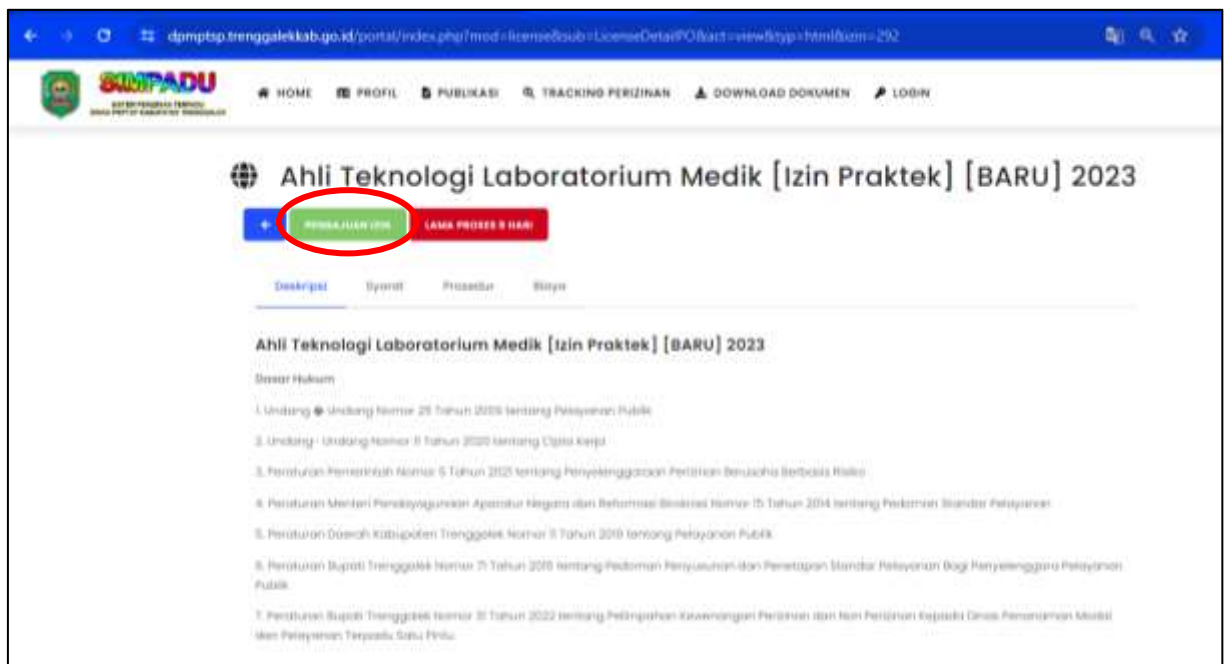 dpmptsp.trenggalekkab.go.id/portal/index.php?mod=license&sub=LicenseDetailPO&act=view&typ=html&izin=292
SIMPADU
HOME PROFIL PUBLIKASI TRACKING PERIZINAN DOWNLOAD DOKUMEN LOGIN
Ahli Teknologi Laboratorium Medik [Izin Praktek] [BARU] 2023
PENGAJUAN IZIN LAMA PROSES 5 HARI
Deskripsi Syarat Prosedur Biaya
Ahli Teknologi Laboratorium Medik [Izin Praktek] [BARU] 2023
Dasar Hukum
1. Undang � Undang Nomor 25 Tahun 2009 tentang Pelayanan Publik
2. Undang- Undang Nomor 11 Tahun 2020 tentang Cipta Kerja
3. Peraturan Pemerintah Nomor 5 Tahun 2021 tentang Penyelenggaraan Perizinan Berusaha Berbasis Risiko
4. Peraturan Menteri Pendayagunaan Aparatur Negara dan Reformasi Birokrasi Nomor 15 Tahun 2014 tentang Pedoman Standar Pelayanan
5. Peraturan Daerah Kabupaten Trenggalek Nomor 11 Tahun tentang Pelayanan Publik
6. Peraturan Bupati Trenggalek Nomor 71 Tahun tentang Pedoman Penyusunan dan Penetapan Standar Pelayanan Bagi Penyelenggara Pelayanan
Publik
7. Peraturan Bupati Trenggalek Nomor 31 Tahun 2022 tentang Pelimpahan Kewenangan Perizinan dan Non Perizinan Kepada Dinas Penanaman Modal
dan Pelayanan Terpadu Satu Pintu.